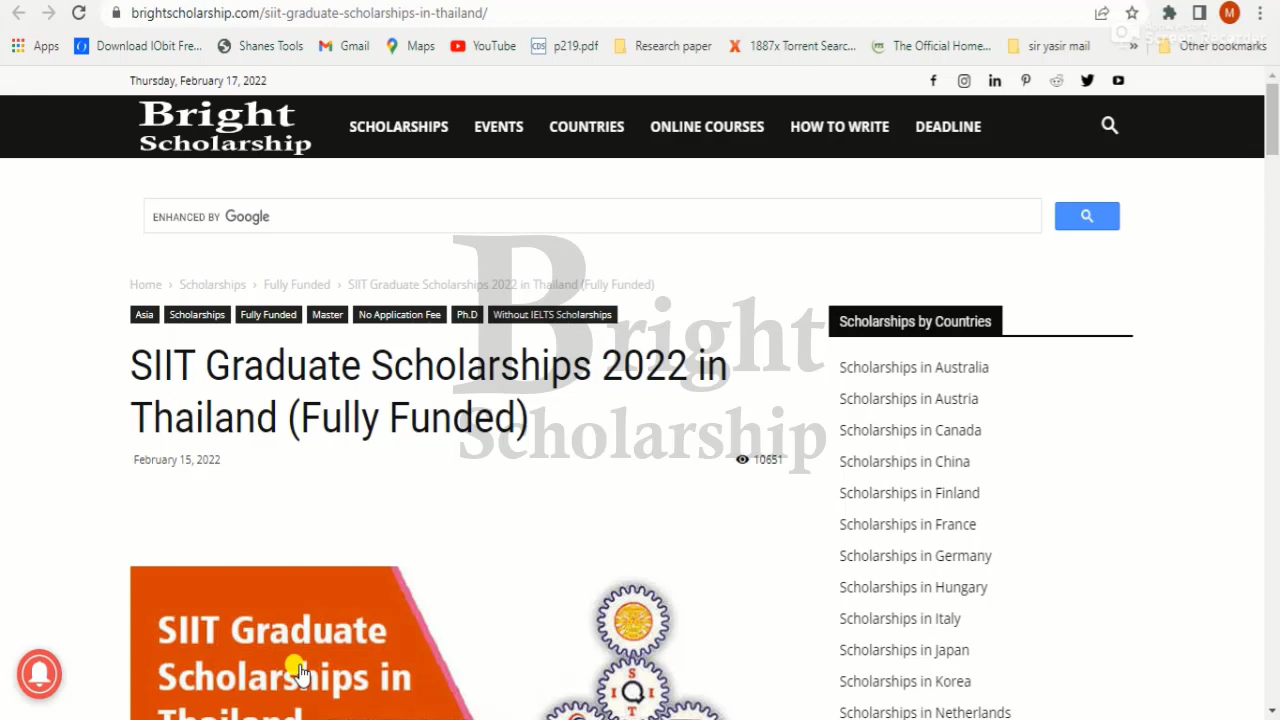 brightscholarship.com/siit-graduate-scholarships-in-thailand/
M
Apps Download IObit Fre... Shanes Tools Gmail Maps YouTube p219.pdf Research paper 1887x Torrent Searc... The Official Home... sir yasir mail » Other bookmarks
Screen Recorder
Thursday, February 17, 2022
Bright
Scholarship
SCHOLARSHIPS EVENTS COUNTRIES ONLINE COURSES HOW TO WRITE DEADLINE
ENHANCED BY Google
Home › Scholarships › Fully Funded › SIIT Graduate Scholarships 2022 in Thailand (Fully Funded)
Asia Scholarships Fully Funded Master No Application Fee Ph.D Without IELTS Scholarships
SIIT Graduate Scholarships 2022 in
Thailand (Fully Funded)
February 15, 2022 10651
Bright
Scholarship
Scholarships by Countries
Scholarships in Australia
Scholarships in Austria
Scholarships in Canada
Scholarships in China
Scholarships in Finland
Scholarships in France
Scholarships in Germany
Scholarships in Hungary
Scholarships in Italy
Scholarships in Japan
Scholarships in Korea
Scholarships in Netherlands
SIIT Graduate
Scholarships in
Thailand
S
I I
T